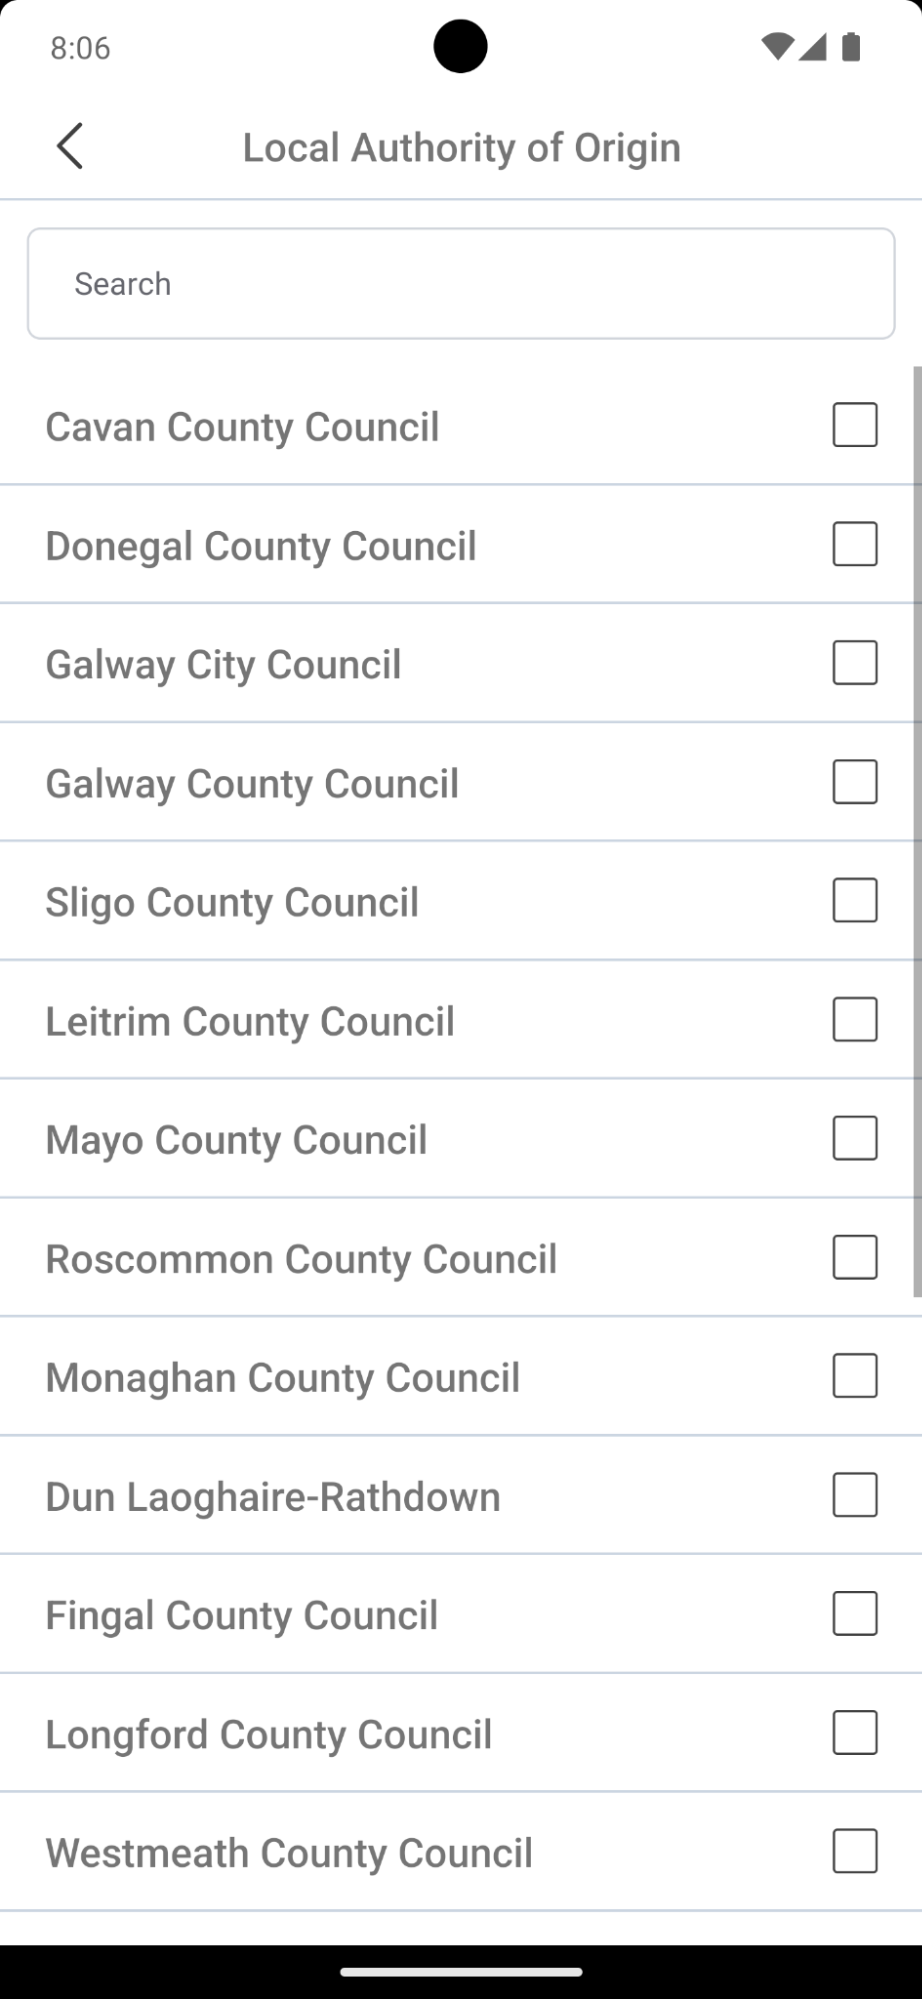 8:06
Local Authority of Origin
Search
Cavan County Council
Donegal County Council
Galway City Council
Galway County Council
Sligo County Council
Leitrim County Council
Mayo County Council
Roscommon County Council
Monaghan County Council
Dun Laoghaire-Rathdown
Fingal County Council
Longford County Council
Westmeath County Council